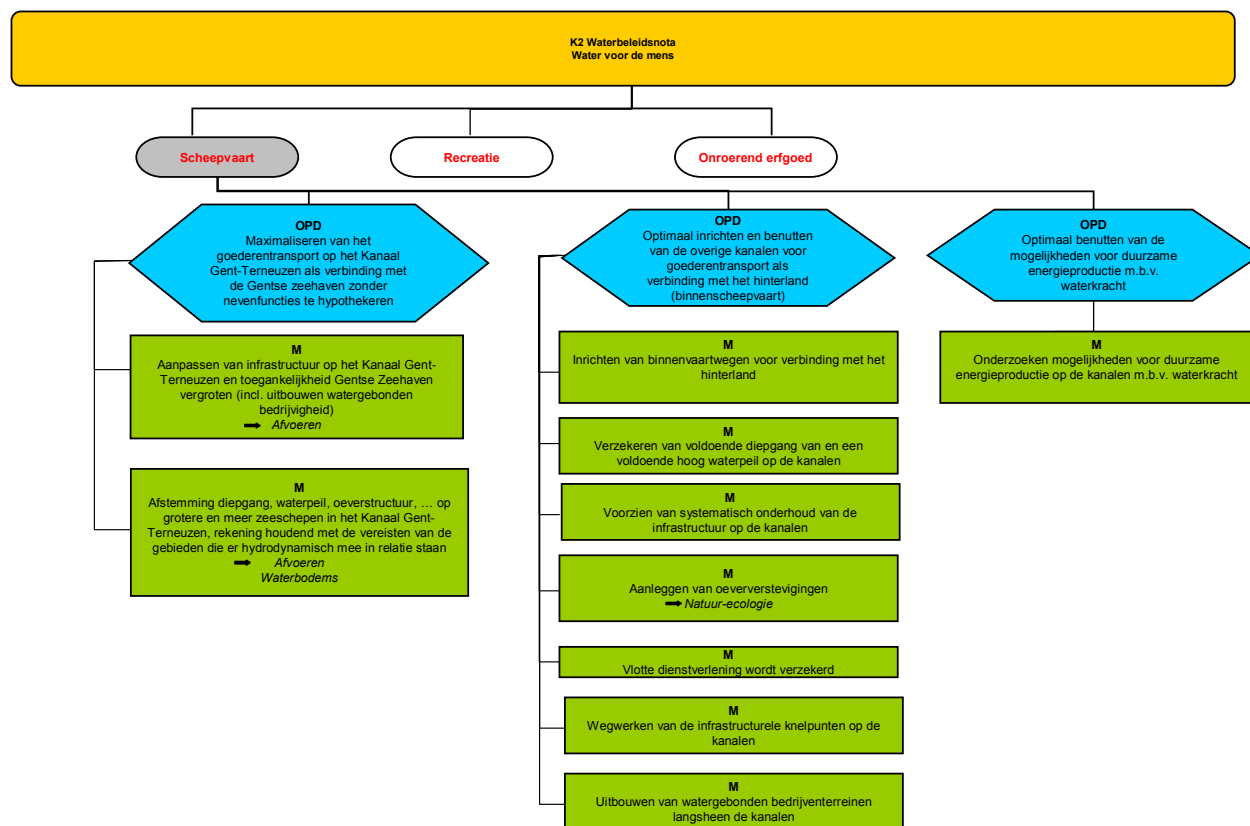 K2 Waterbeleidsnota
Water voor de mens
Scheepvaart
Recreatie
Onroerend erfgoed
OPD
Maximaliseren van het
goederentransport op het Kanaal
Gent-Terneuzen als verbinding met
de Gentse zeehaven zonder
nevenfuncties te hypothekeren
M
Aanpassen van infrastructuur op het Kanaal Gent-
Terneuzen en toegankelijkheid Gentse Zeehaven
vergroten (incl. uitbouwen watergebonden
bedrijvigheid)
Afvoeren
M
Afstemming diepgang, waterpeil, oeverstructuur, … op
grotere en meer zeeschepen in het Kanaal Gent-
Terneuzen, rekening houdend met de vereisten van de
gebieden die er hydrodynamisch mee in relatie staan
Afvoeren
Waterbodems
OPD
Optimaal inrichten en benutten
van de overige kanalen voor
goederentransport als
verbinding met het hinterland
(binnenscheepvaart)
M
Inrichten van binnenvaartwegen voor verbinding met het
hinterland
M
Verzekeren van voldoende diepgang van en een
voldoende hoog waterpeil op de kanalen
M
Voorzien van systematisch onderhoud van de
infrastructuur op de kanalen
M
Aanleggen van oeververstevigingen
Natuur-ecologie
M
Vlotte dienstverlening wordt verzekerd
M
Wegwerken van de infrastructurele knelpunten op de
kanalen
M
Uitbouwen van watergebonden bedrijventerreinen
langsheen de kanalen
OPD
Optimaal benutten van de
mogelijkheden voor duurzame
energieproductie m.b.v.
waterkracht
M
Onderzoeken mogelijkheden voor duurzame
energieproductie op de kanalen m.b.v. waterkracht